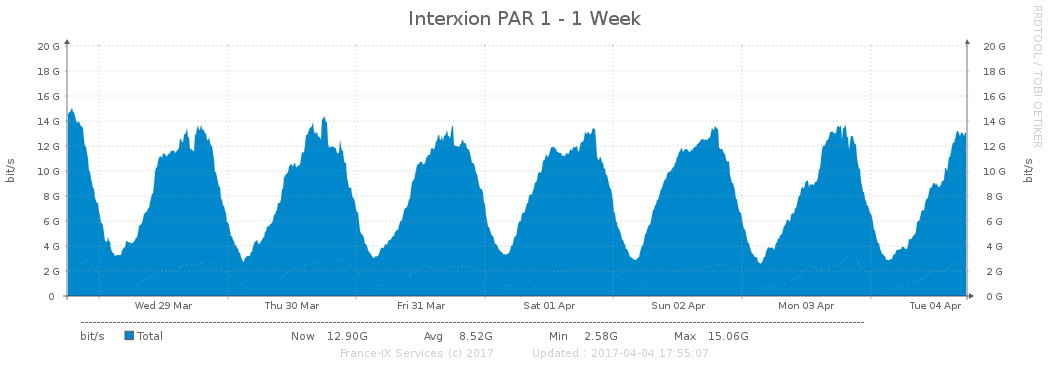 Interxion PAR 1 - 1 Week
RRDTOOL / TOBI OETIKER
20 G 20 G
18 G 18 G
16 G 16 G
14 G 14 G
12 G 12 G
10 G 10 G
8 G 8 G
6 G 6 G
4 G 4 G
2 G 2 G
0 0 G
bit/s bit/s
Wed 29 Mar Thu 30 Mar Fri 31 Mar Sat 01 Apr Sun 02 Apr Mon 03 Apr Tue 04 Apr
bit/s Total Now 12.90G Avg 8.52G Min 2.58G Max 15.06G
France-IX Services (c) 2017 Updated : 2017-04-04 17:55:07